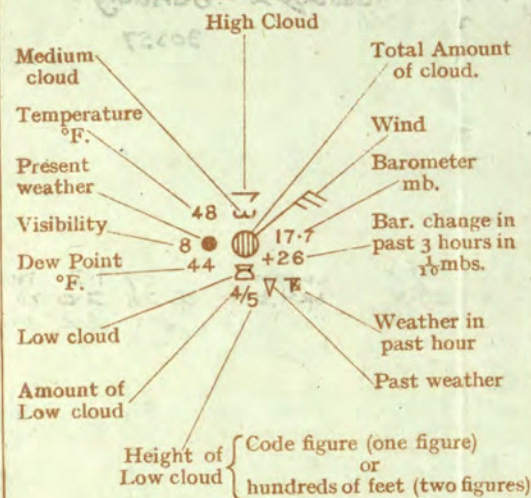 30557
High Cloud
Medium
cloud
Total Amount
of cloud.
Temperature
°F.
Wind
Present
weather
Barometer
mb.
48
Visibility
8
17·7
Bar. change in
past 3 hours in
1/10 mbs.
+26
Dew Point
°F.
44
4/5
Low cloud
Weather in
past hour
Amount of
Low cloud
Past weather
Height of
Low cloud
Code figure (one figure)
or
hundreds of feet (two figures)